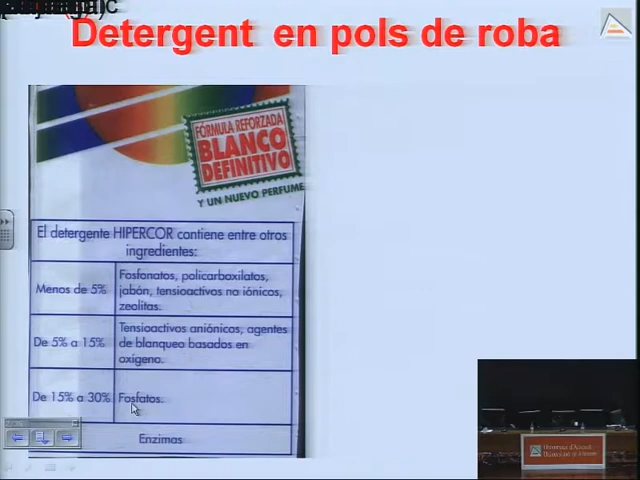 Detergent en pols de roba
FÓRMULA REFORZADA
BLANCO
DEFINITIVO
Y UN NUEVO PERFUME
El detergente HIPERCOR contiene entre otros
ingredientes:
Menos de 5%
Fosfonatos, policarboxilatos,
jabón, tensioactivos no iónicos,
zeolitas.
De 5% a 15%
Tensioactivos aniónicos, agentes
de blanqueo basados en
oxígeno.
De 15% a 30%
Fosfatos.
Enzimas